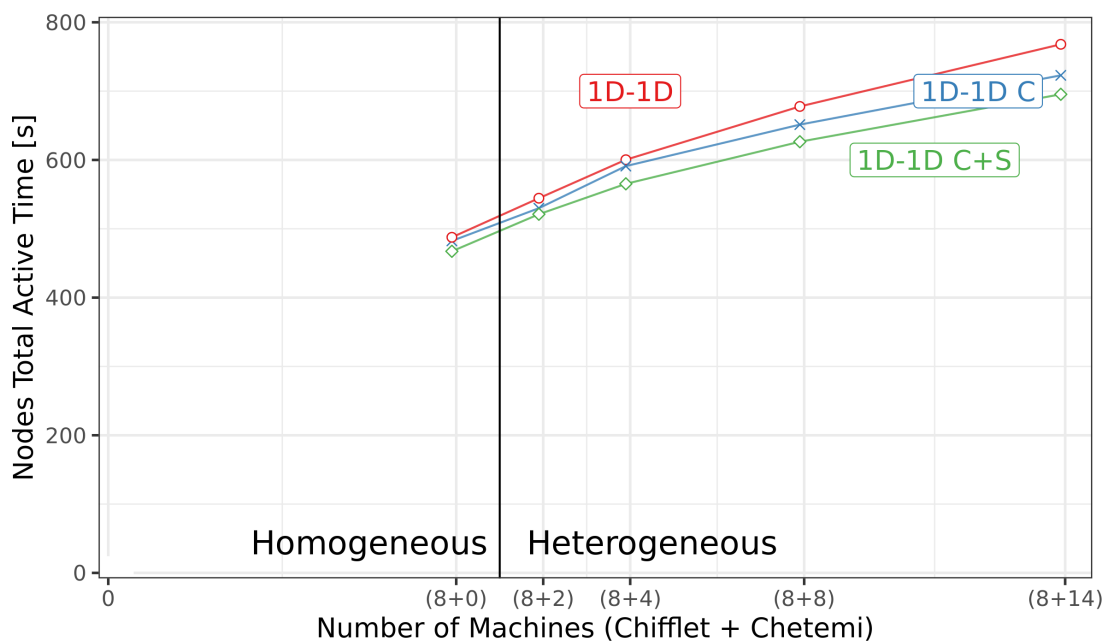 800
600
400
200
0
Nodes Total Active Time [s]
1D-1D
1D-1D C
1D-1D C+S
Homogeneous
Heterogeneous
0
(8+0)
(8+2)
(8+4)
(8+8)
(8+14)
Number of Machines (Chifflet + Chetemi)